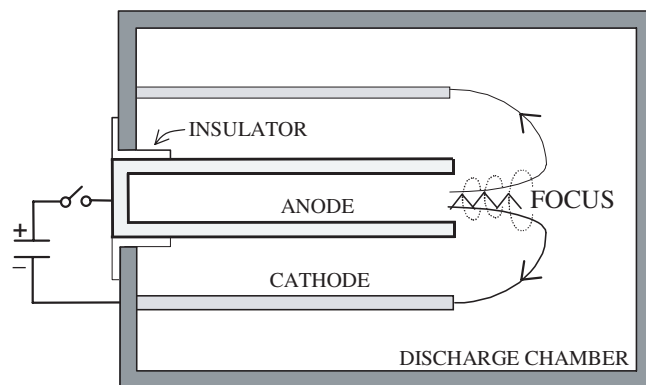 INSULATOR
ANODE
FOCUS
+
−
CATHODE
DISCHARGE CHAMBER